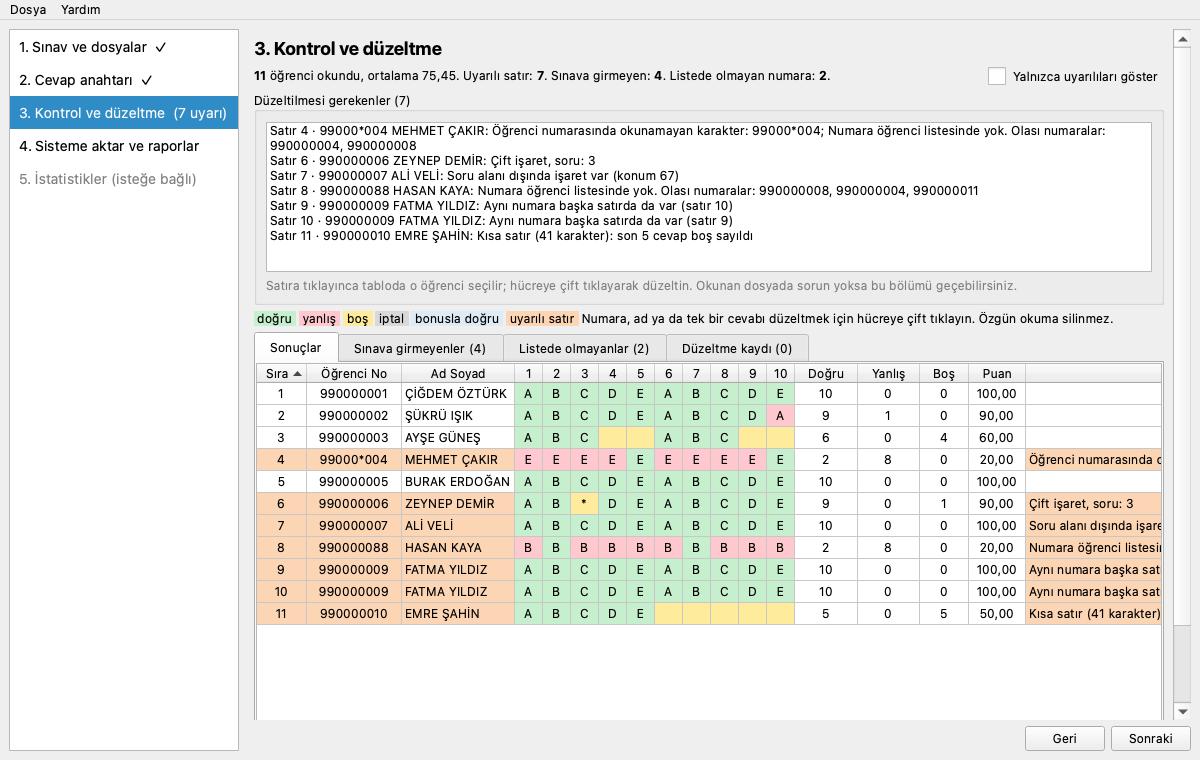 Dosya Yardım
1. Sınav ve dosyalar ✓
2. Cevap anahtarı ✓
3. Kontrol ve düzeltme (7 uyarı)
4. Sisteme aktar ve raporlar
5. İstatistikler (isteğe bağlı)
3. Kontrol ve düzeltme
11 öğrenci okundu, ortalama 75,45. Uyarılı satır: 7. Sınava girmeyen: 4. Listede olmayan numara: 2.
Yalnızca uyarılıları göster
Düzeltilmesi gerekenler (7)
Satır 4 · 99000*004 MEHMET ÇAKIR: Öğrenci numarasında okunamayan karakter: 99000*004; Numara öğrenci listesinde yok. Olası numaralar:
990000004, 990000008
Satır 6 · 990000006 ZEYNEP DEMİR: Çift işaret, soru: 3
Satır 7 · 990000007 ALİ VELİ: Soru alanı dışında işaret var (konum 67)
Satır 8 · 990000088 HASAN KAYA: Numara öğrenci listesinde yok. Olası numaralar: 990000008, 990000004, 990000011
Satır 9 · 990000009 FATMA YILDIZ: Aynı numara başka satırda da var (satır 10)
Satır 10 · 990000009 FATMA YILDIZ: Aynı numara başka satırda da var (satır 9)
Satır 11 · 990000010 EMRE ŞAHİN: Kısa satır (41 karakter): son 5 cevap boş sayıldı
Satıra tıklayınca tabloda o öğrenci seçilir; hücreye çift tıklayarak düzeltin. Okunan dosyada sorun yoksa bu bölümü geçebilirsiniz.
doğru yanlış boş iptal bonusla doğru uyarılı satır Numara, ad ya da tek bir cevabı düzeltmek için hücreye çift tıklayın. Özgün okuma silinmez.
Sonuçlar Sınava girmeyenler (4) Listede olmayanlar (2) Düzeltme kaydı (0)
Sıra Öğrenci No Ad Soyad 1 2 3 4 5 6 7 8 9 10 Doğru Yanlış Boş Puan
1 990000001 ÇİĞDEM ÖZTÜRK A B C D E A B C D E 10 0 0 100,00
2 990000002 ŞÜKRÜ IŞIK A B C D E A B C D A 9 1 0 90,00
3 990000003 AYŞE GÜNEŞ A B C A B C 6 0 4 60,00
4 99000*004 MEHMET ÇAKIR E E E E E E E E E E 2 8 0 20,00 Öğrenci numarasında o
5 990000005 BURAK ERDOĞAN A B C D E A B C D E 10 0 0 100,00
6 990000006 ZEYNEP DEMİR A B * D E A B C D E 9 0 1 90,00 Çift işaret, soru: 3
7 990000007 ALİ VELİ A B C D E A B C D E 10 0 0 100,00 Soru alanı dışında işare
8 990000088 HASAN KAYA B B B B B B B B B B 2 8 0 20,00 Numara öğrenci listesi
9 990000009 FATMA YILDIZ A B C D E A B C D E 10 0 0 100,00 Aynı numara başka sat
10 990000009 FATMA YILDIZ A B C D E A B C D E 10 0 0 100,00 Aynı numara başka sat
11 990000010 EMRE ŞAHİN A B C D E 5 0 5 50,00 Kısa satır (41 karakter)
Geri Sonraki